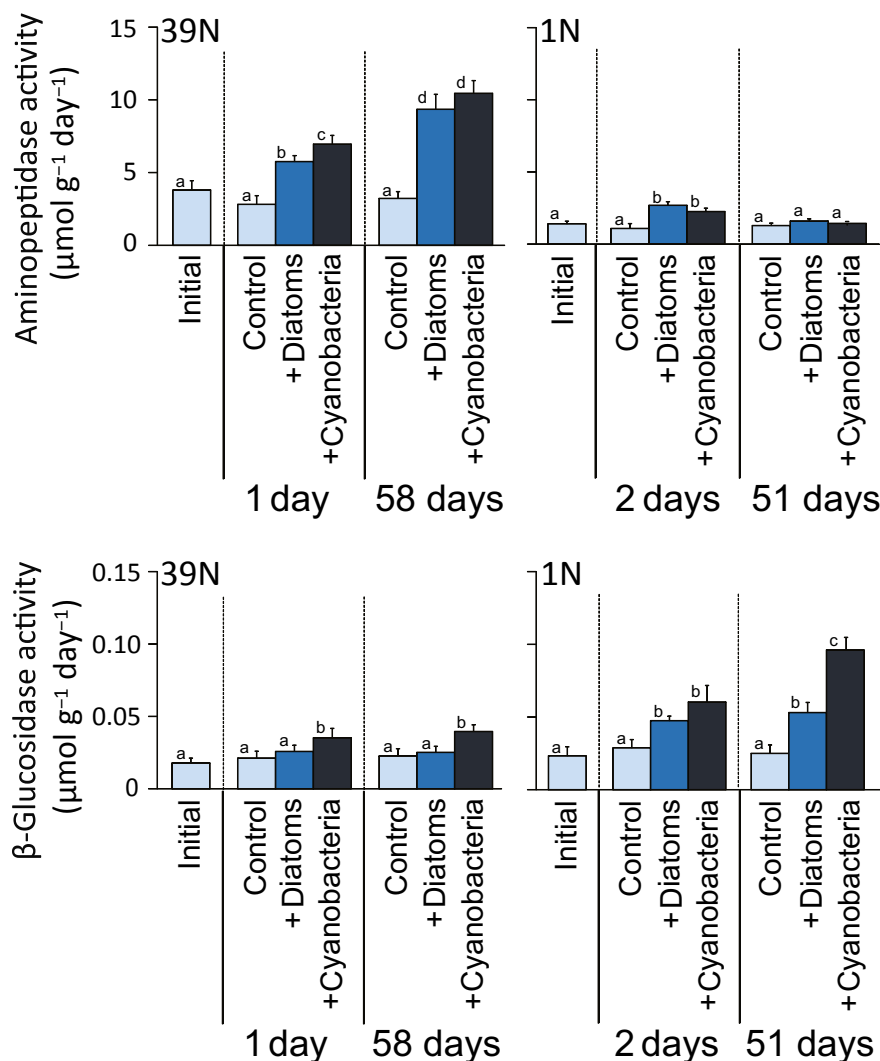 Aminopeptidase activity
(µmol g⁻¹ day⁻¹)
15
10
5
0
39N
a
a
b
c
a
d
d
Initial
Control
+Diatoms
+Cyanobacteria
Control
+Diatoms
+Cyanobacteria
1 day
58 days
1N
a
a
b
b
a
a
a
Initial
Control
+Diatoms
+Cyanobacteria
Control
+Diatoms
+Cyanobacteria
2 days
51 days
β-Glucosidase activity
(µmol g⁻¹ day⁻¹)
0.15
0.10
0.05
0
39N
a
a
a
b
a
a
b
Initial
Control
+Diatoms
+Cyanobacteria
Control
+Diatoms
+Cyanobacteria
1 day
58 days
1N
a
a
b
b
a
b
c
Initial
Control
+Diatoms
+Cyanobacteria
Control
+Diatoms
+Cyanobacteria
2 days
51 days